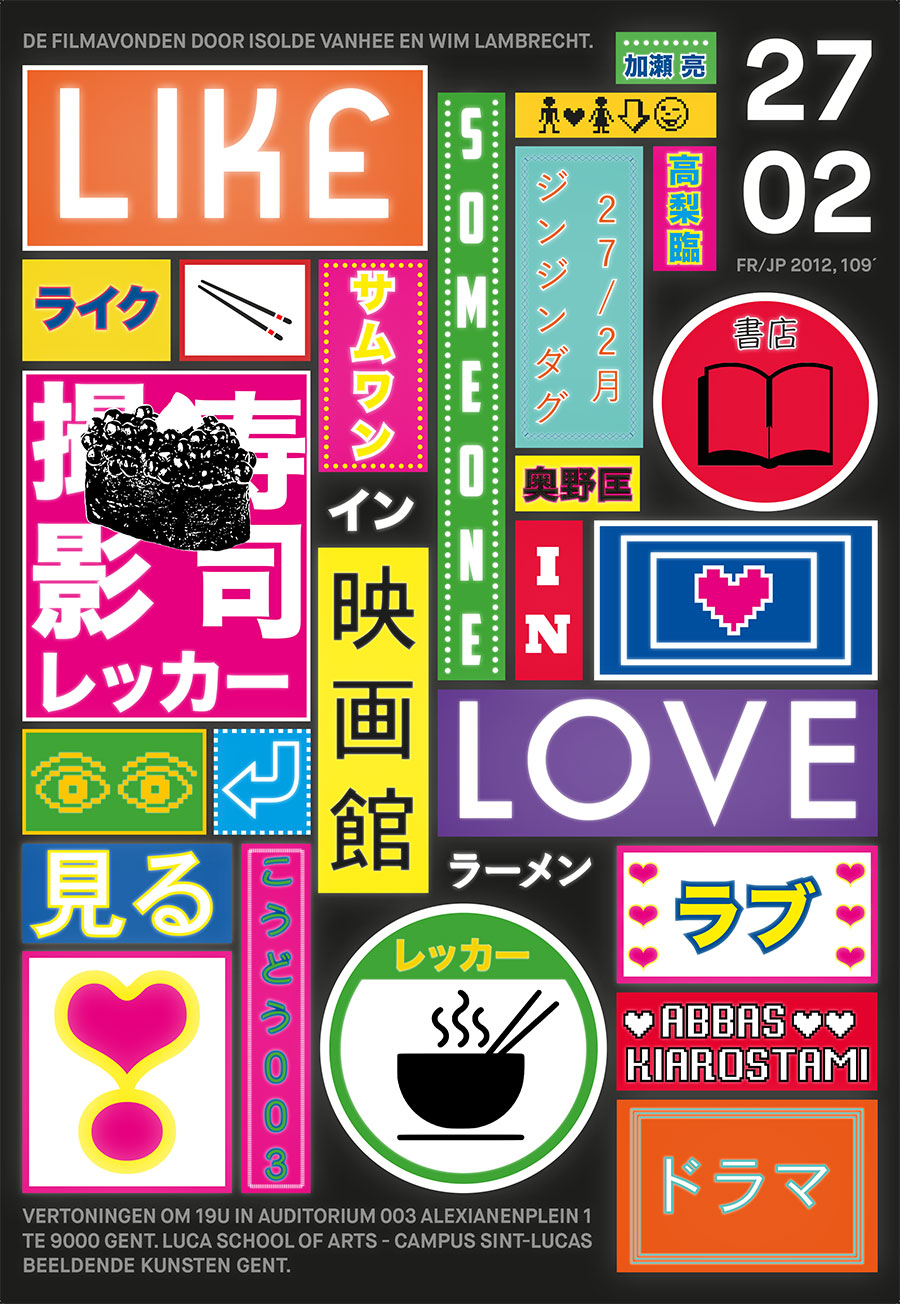 DE FILMAVONDEN DOOR ISOLDE VANHEE EN WIM LAMBRECHT.
加瀬 亮
27
02
FR/JP 2012, 109´
LIKE
SOMEONE
ジンジンダグ
27/2月
高梨臨
ライク
サムワン
書店
寿司
撮影
レッカー
イン
奥野匡
IN
映画館
LOVE
見る
こうどう003
ラーメン
レッカー
ラブ
ABBAS
KIAROSTAMI
ドラマ
VERTONINGEN OM 19U IN AUDITORIUM 003 ALEXIANENPLEIN 1
TE 9000 GENT. LUCA SCHOOL OF ARTS - CAMPUS SINT-LUCAS
BEELDENDE KUNSTEN GENT.